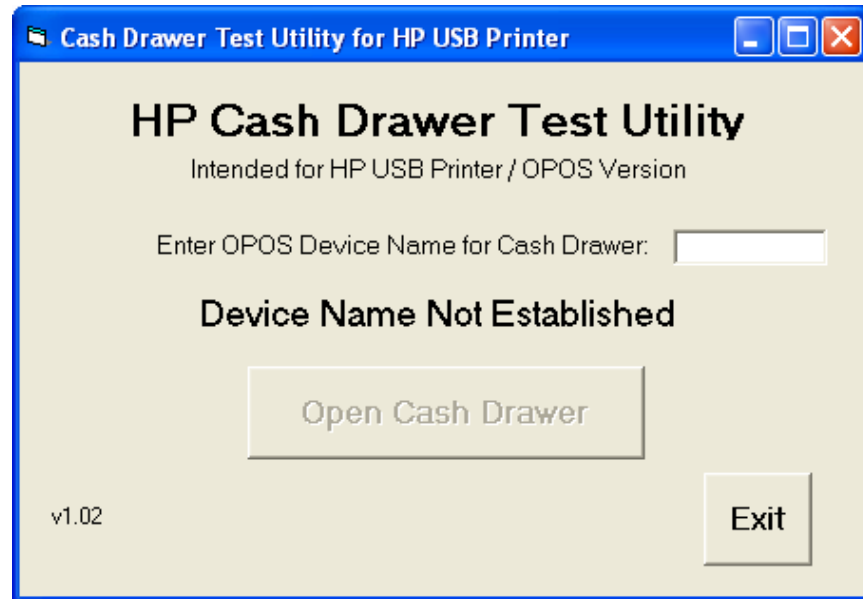 Cash Drawer Test Utility for HP USB Printer
HP Cash Drawer Test Utility
Intended for HP USB Printer / OPOS Version
Enter OPOS Device Name for Cash Drawer:
Device Name Not Established
Open Cash Drawer
v1.02
Exit